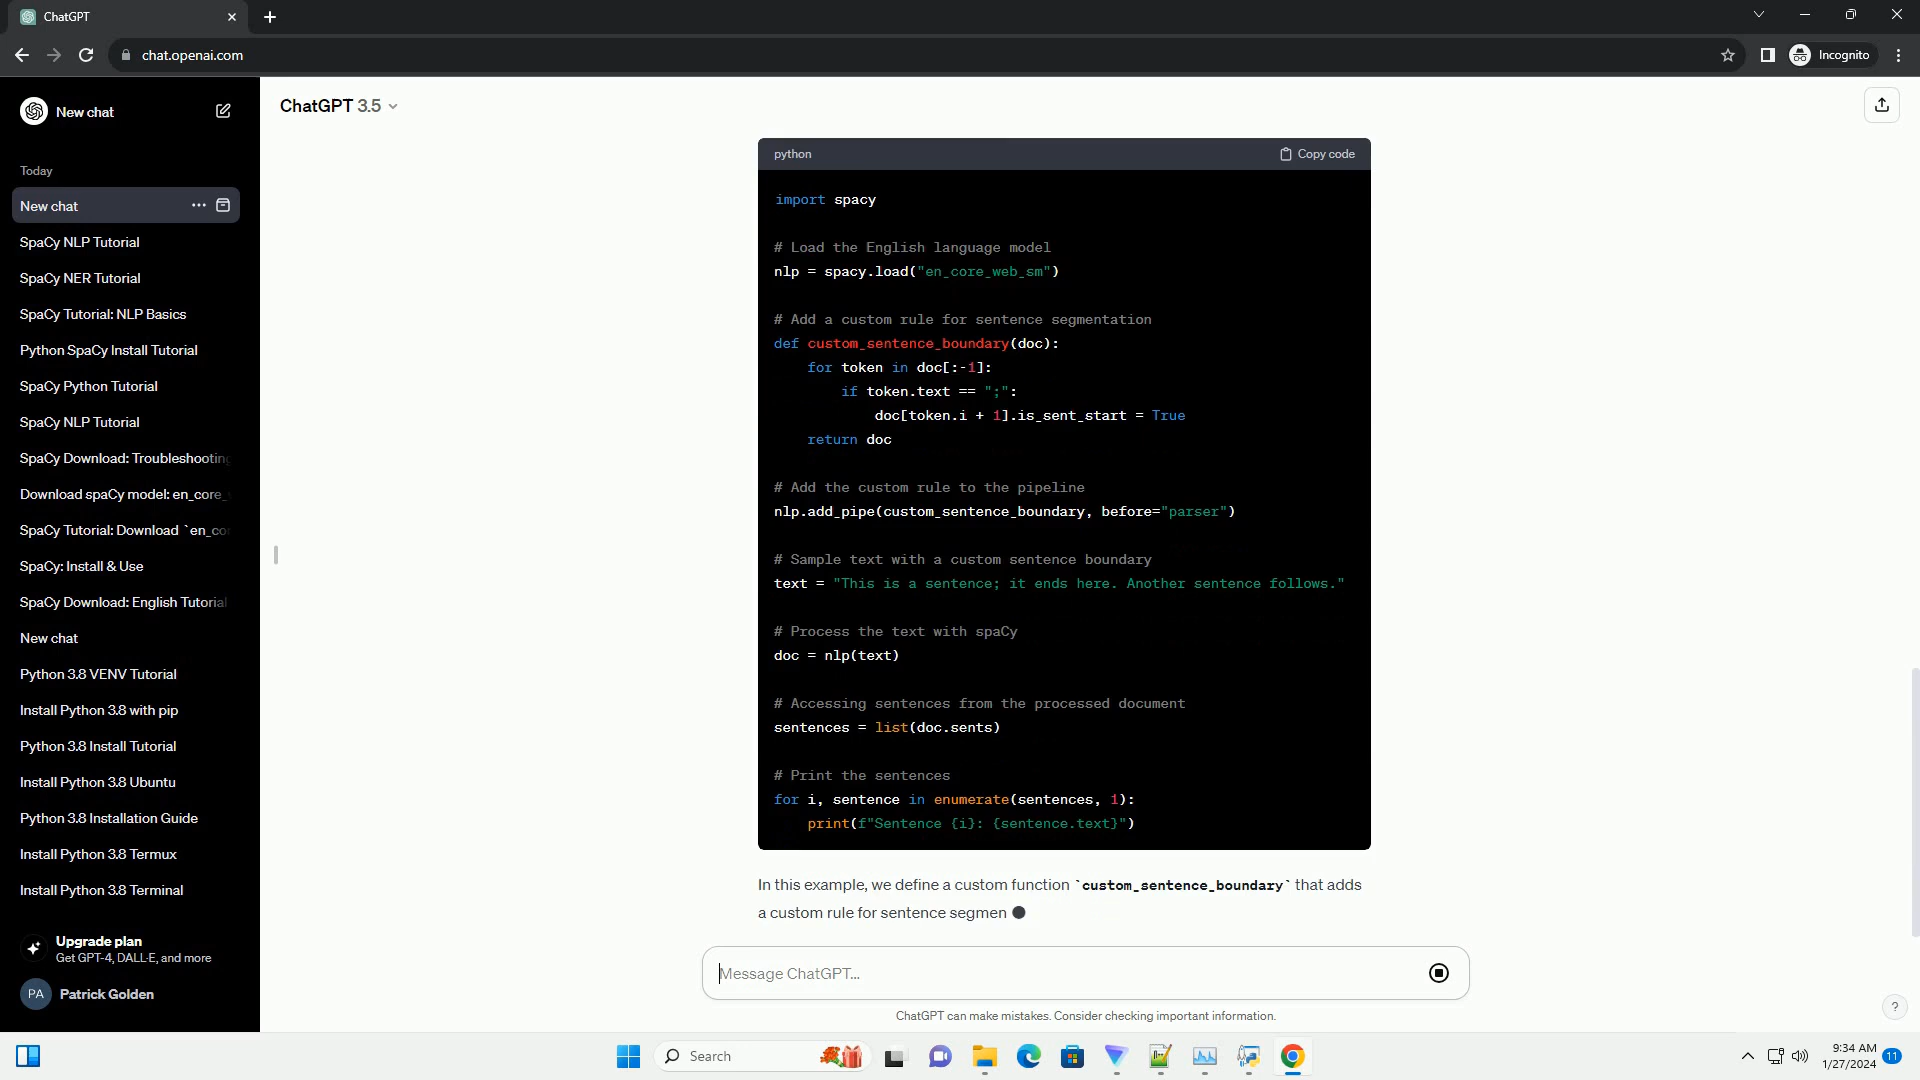 ChatGPT
chat.openai.com
Incognito
New chat
ChatGPT 3.5
Today
New chat
SpaCy NLP Tutorial
SpaCy NER Tutorial
SpaCy Tutorial: NLP Basics
Python SpaCy Install Tutorial
SpaCy Python Tutorial
SpaCy NLP Tutorial
SpaCy Download: Troubleshooting
Download spaCy model: en_core_
SpaCy Tutorial: Download `en_co
SpaCy: Install & Use
SpaCy Download: English Tutorial
New chat
Python 3.8 VENV Tutorial
Install Python 3.8 with pip
Python 3.8 Install Tutorial
Install Python 3.8 Ubuntu
Python 3.8 Installation Guide
Install Python 3.8 Termux
Install Python 3.8 Terminal
Upgrade plan
Get GPT-4, DALL·E, and more
PA Patrick Golden
python Copy code
import spacy
# Load the English language model
nlp = spacy.load("en_core_web_sm")
# Add a custom rule for sentence segmentation
def custom_sentence_boundary(doc):
for token in doc[:-1]:
if token.text == ";":
doc[token.i + 1].is_sent_start = True
return doc
# Add the custom rule to the pipeline
nlp.add_pipe(custom_sentence_boundary, before="parser")
# Sample text with a custom sentence boundary
text = "This is a sentence; it ends here. Another sentence follows."
# Process the text with spaCy
doc = nlp(text)
# Accessing sentences from the processed document
sentences = list(doc.sents)
# Print the sentences
for i, sentence in enumerate(sentences, 1):
print(f"Sentence {i}: {sentence.text}")
In this example, we define a custom function `custom_sentence_boundary` that adds
a custom rule for sentence segmen
Message ChatGPT…
ChatGPT can make mistakes. Consider checking important information.
?
Search
9:34 AM
1/27/2024
11